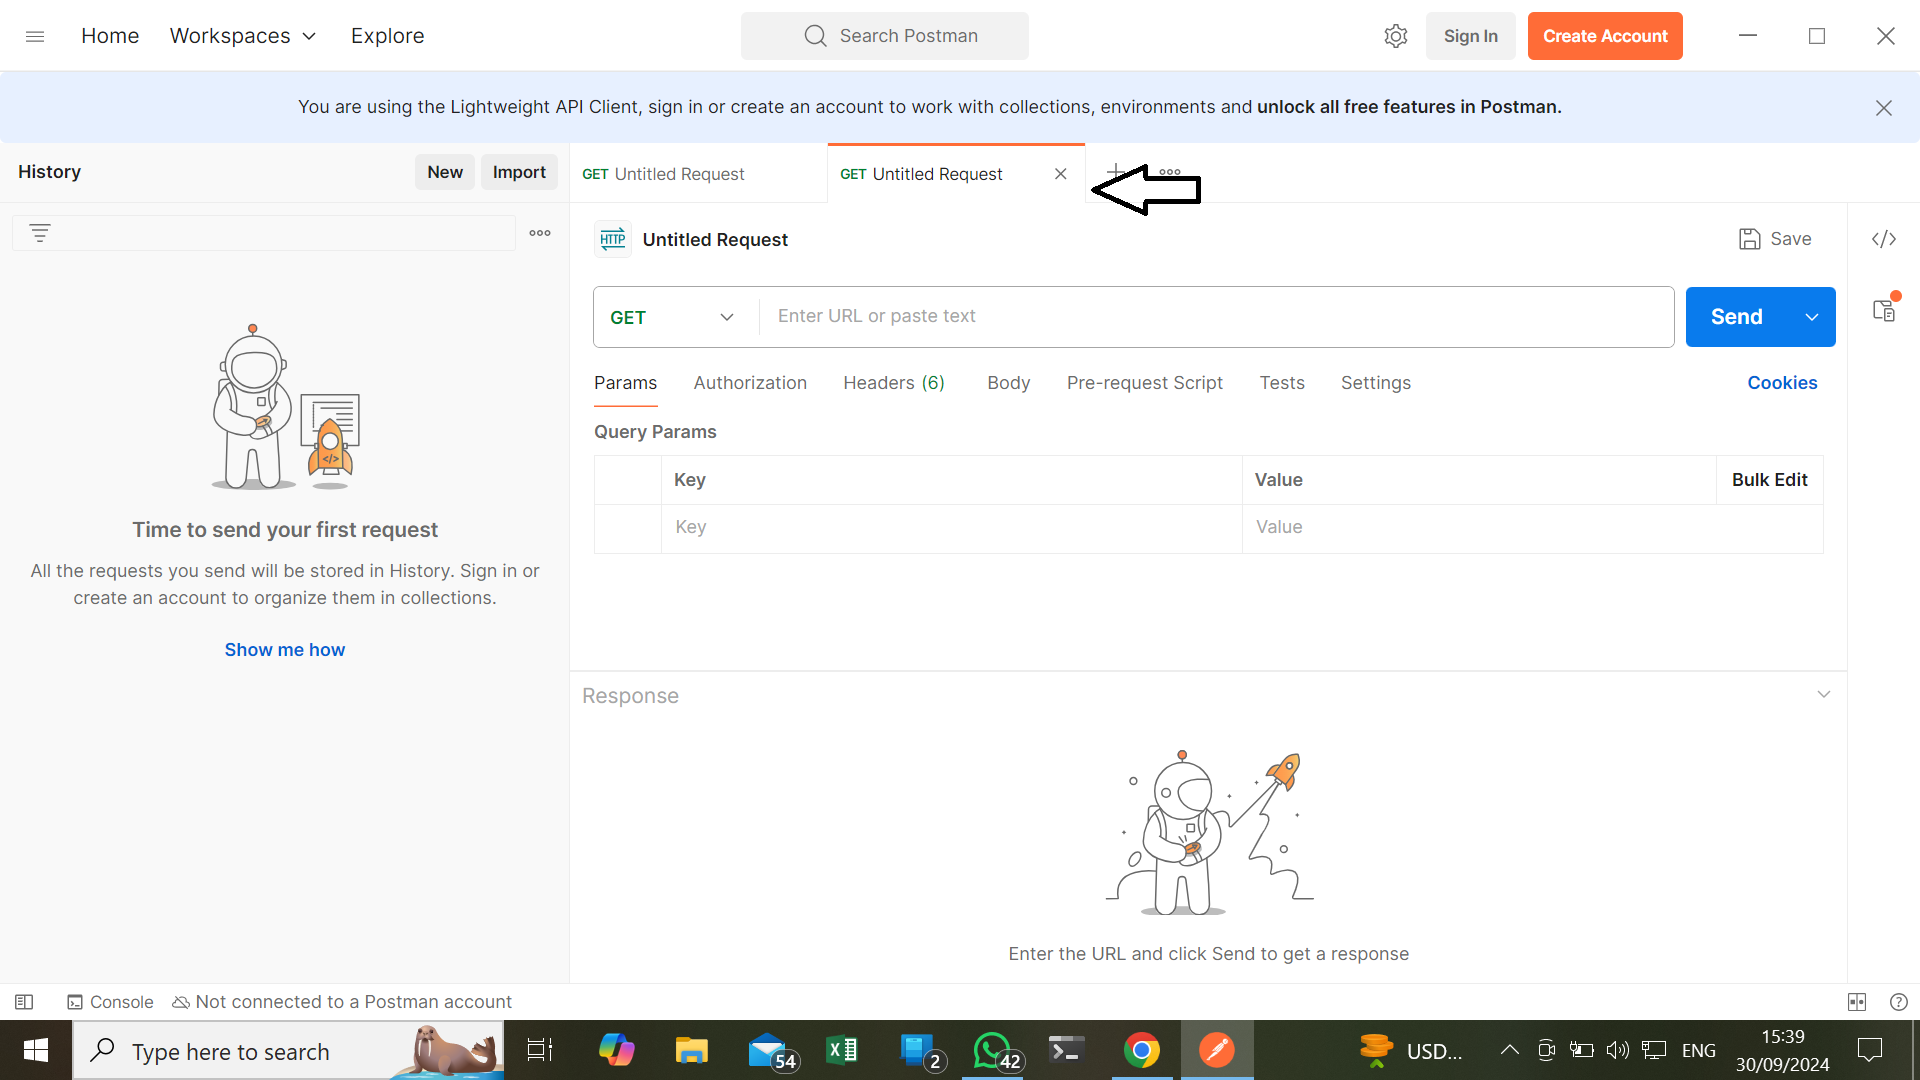 Home Workspaces Explore
Search Postman
Sign In Create Account
You are using the Lightweight API Client, sign in or create an account to work with collections, environments and unlock all free features in Postman.
History New Import
GET Untitled Request GET Untitled Request
HTTP Untitled Request
Save
GET Enter URL or paste text Send
Params Authorization Headers (6) Body Pre-request Script Tests Settings Cookies
Query Params
Key Value Bulk Edit
Key Value
Time to send your first request
All the requests you send will be stored in History. Sign in or
create an account to organize them in collections.
Show me how
Response
Enter the URL and click Send to get a response
Console Not connected to a Postman account
Type here to search 54 2 42 USD... ENG 15:39
30/09/2024